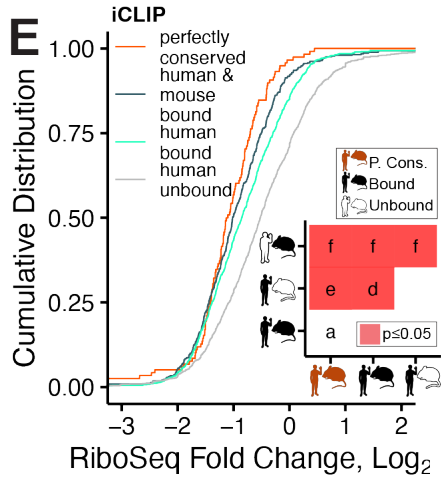 E
iCLIP
perfectly
conserved
human &
mouse
bound
human
bound
human
unbound
Cumulative Distribution
1.00
0.75
0.50
0.25
0.00
P. Cons.
Bound
Unbound
f f f
e d
a
p≤0.05
−3 −2 −1 0 1 2
RiboSeq Fold Change, Log2